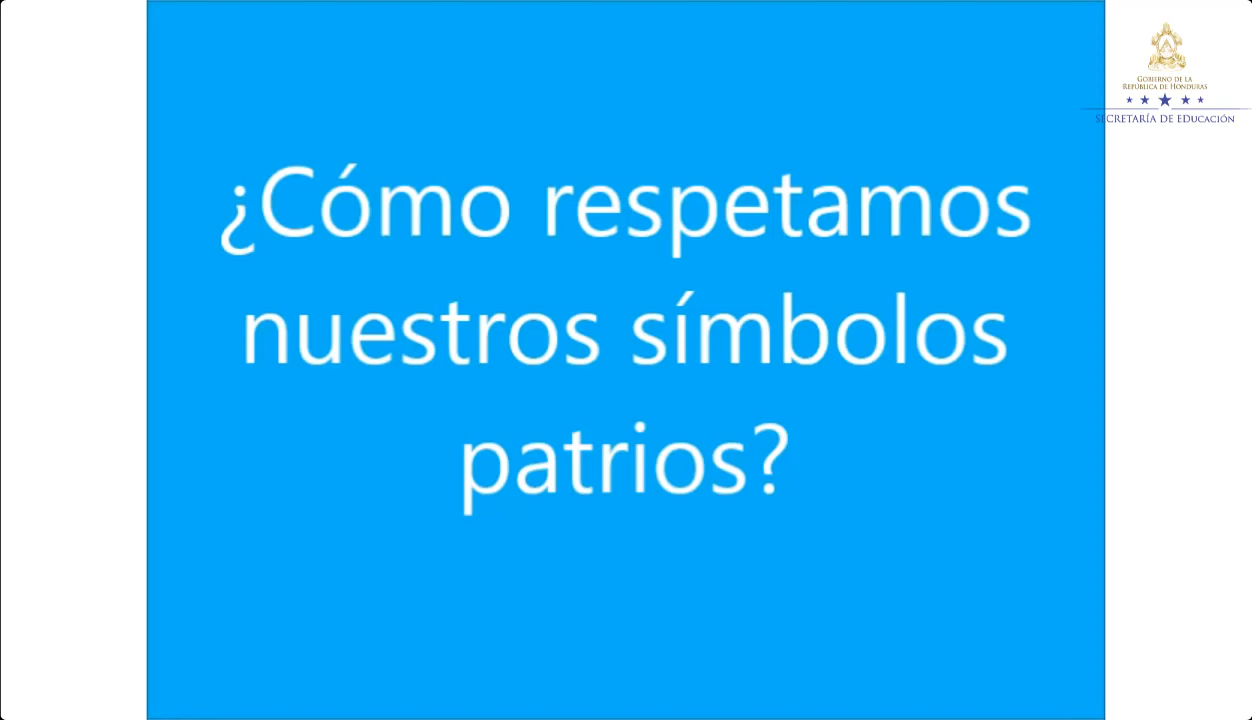 ¿Cómo respetamos
nuestros símbolos
patrios?
GOBIERNO DE LA
REPÚBLICA DE HONDURAS
SECRETARÍA DE EDUCACIÓN